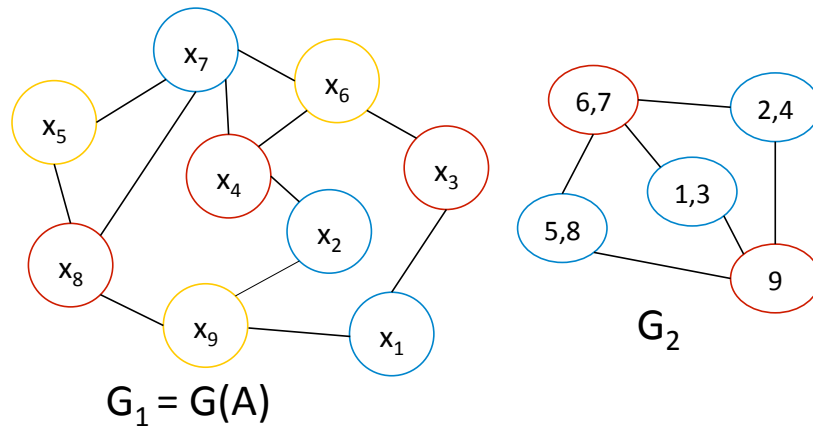 x₇
x₆
x₅
x₄
x₃
x₂
x₈
x₉
x₁
G₁ = G(A)
6,7
2,4
1,3
5,8
9
G₂